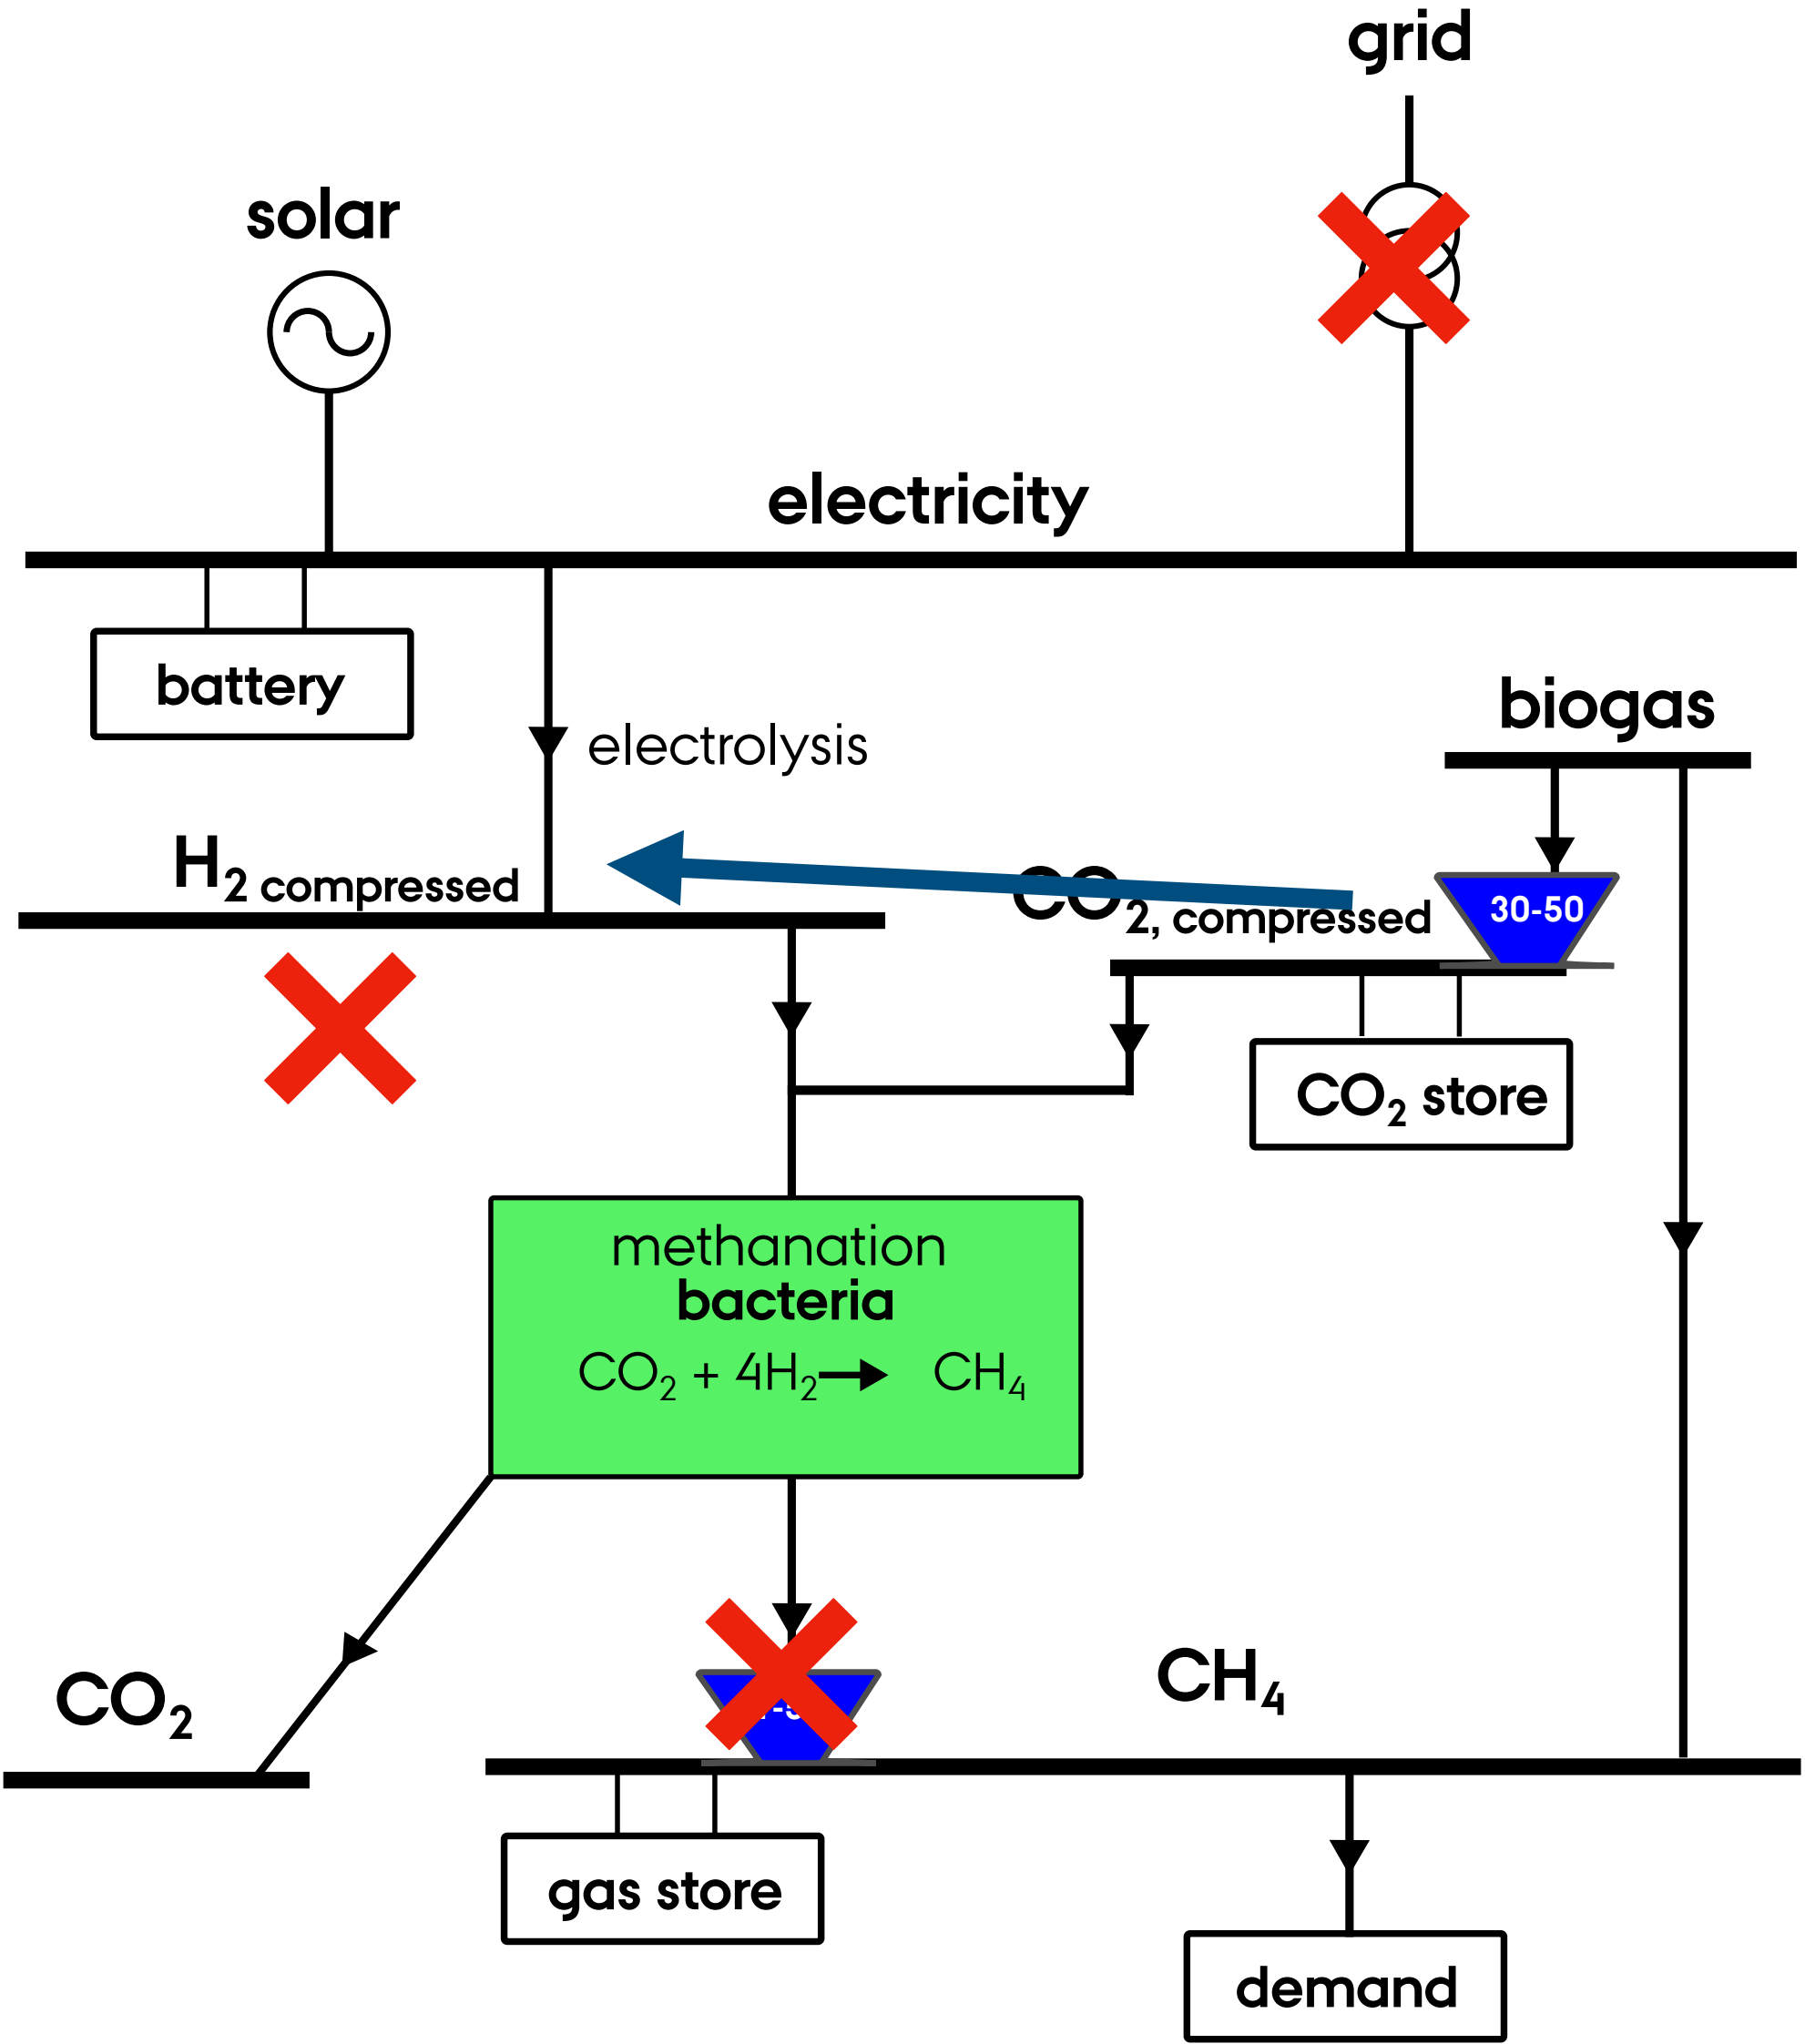 grid
solar
electricity
battery
electrolysis
biogas
H₂ compressed
CO₂, compressed
30-50
CO₂ store
methanation
bacteria
CO₂ + 4H₂ → CH₄
CO₂
CH₄
gas store
demand